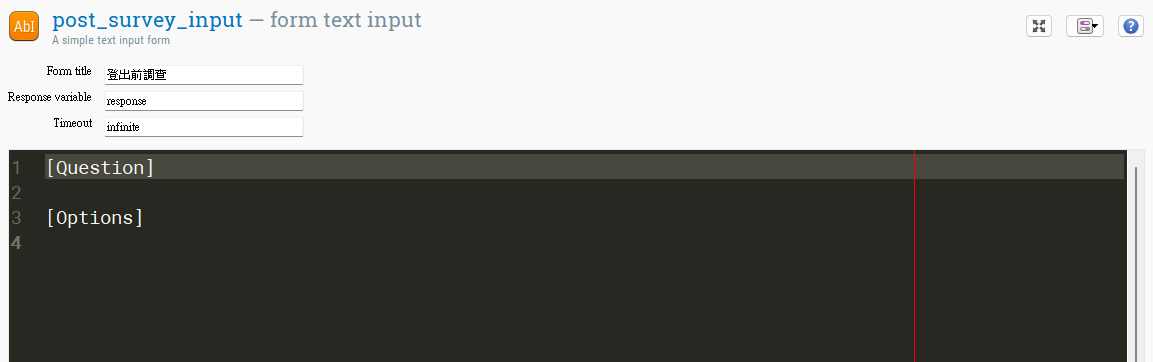 AbI
post_survey_input — form text input
A simple text input form
Form title 登出前調查
Response variable response
Timeout infinite
1 [Question]
2
3 [Options]
4